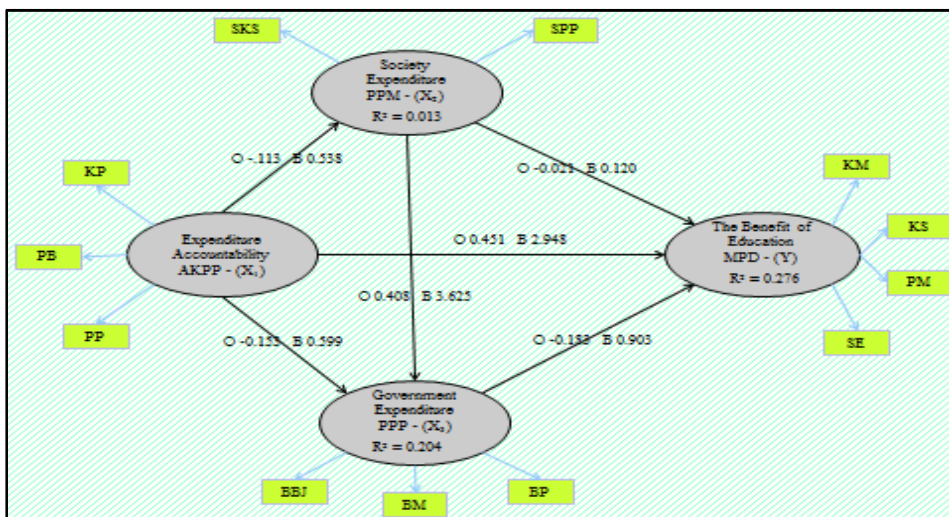 SKS
SPP
Society
Expenditure
PPM - (X₂)
R² = 0.013
O -.113 B 0.538
O -0.021 B 0.120
KP
KM
PB
Expenditure
Accountability
AKPP - (X₁)
O 0.451 B 2.948
The Benefit of
Education
MPD - (Y)
R² = 0.276
KS
PM
O 0.408 B 3.625
PP
O -0.153 B 0.599
O -0.183 B 0.903
SE
Government
Expenditure
PPP - (X₃)
R² = 0.204
BBJ
BM
BP